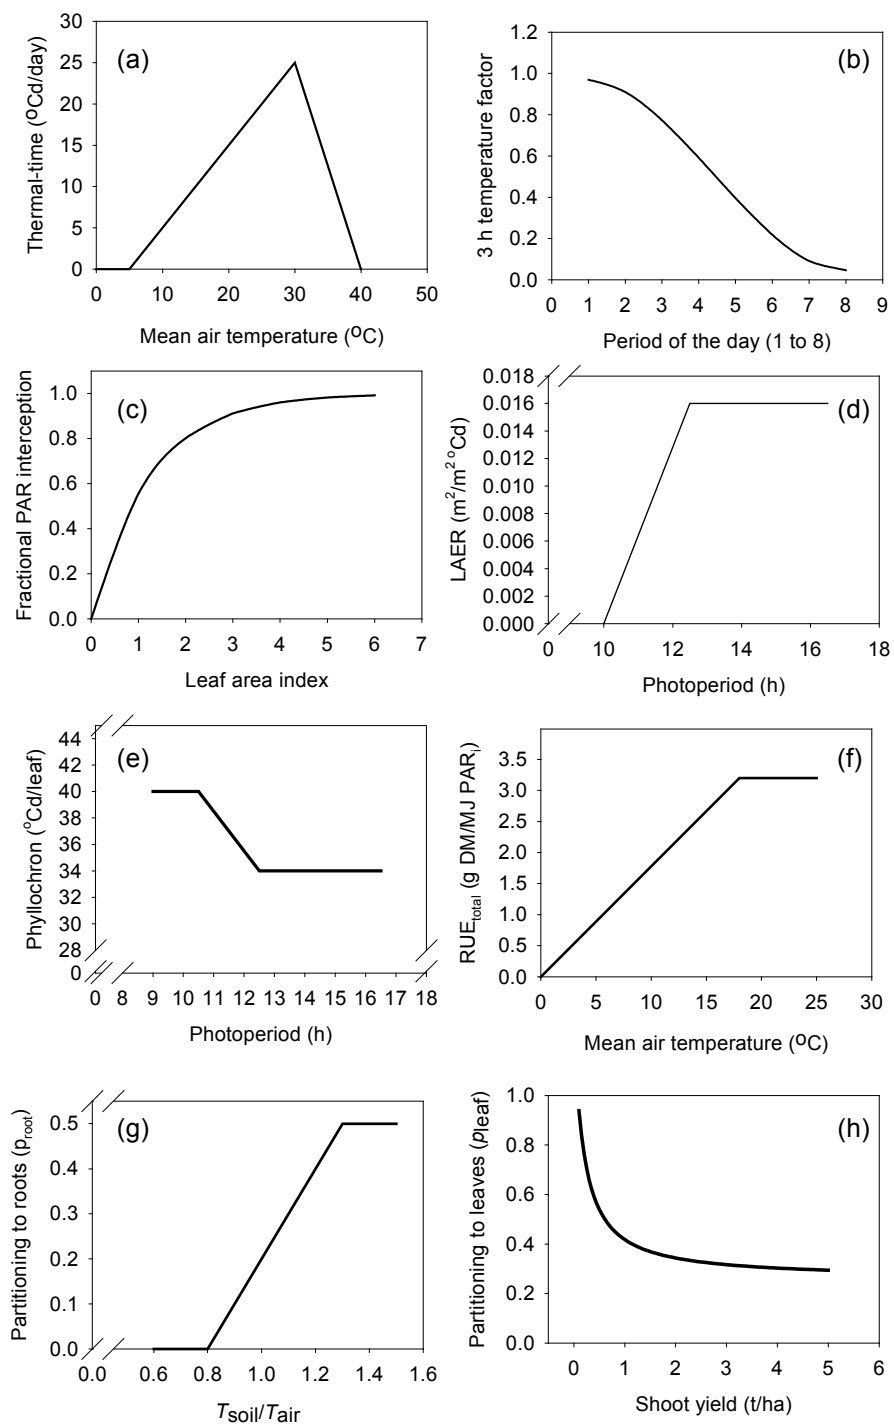 (a)
Thermal-time (ºCd/day)
30
25
20
15
10
5
0
0 10 20 30 40 50
Mean air temperature (ºC)
(b)
3 h temperature factor
1.2
1.0
0.8
0.6
0.4
0.2
0.0
0 1 2 3 4 5 6 7 8 9
Period of the day (1 to 8)
(c)
Fractional PAR interception
1.0
0.8
0.6
0.4
0.2
0.0
0 1 2 3 4 5 6 7
Leaf area index
(d)
LAER (m²/m² ºCd)
0.018
0.016
0.014
0.012
0.010
0.008
0.006
0.004
0.002
0.000
0 10 12 14 16 18
Photoperiod (h)
(e)
Phyllochron (ºCd/leaf)
44
42
40
38
36
34
32
30
28
0
0 8 9 10 11 12 13 14 15 16 17 18
Photoperiod (h)
(f)
RUEtotal (g DM/MJ PARi)
3.5
3.0
2.5
2.0
1.5
1.0
0.5
0.0
0 5 10 15 20 25 30
Mean air temperature (ºC)
(g)
Partitioning to roots (proot)
0.5
0.4
0.3
0.2
0.1
0.0
0.0 0.6 0.8 1.0 1.2 1.4 1.6
Tsoil/Tair
(h)
Partitioning to leaves (pleaf)
1.0
0.8
0.6
0.4
0.2
0.0
0 1 2 3 4 5 6
Shoot yield (t/ha)